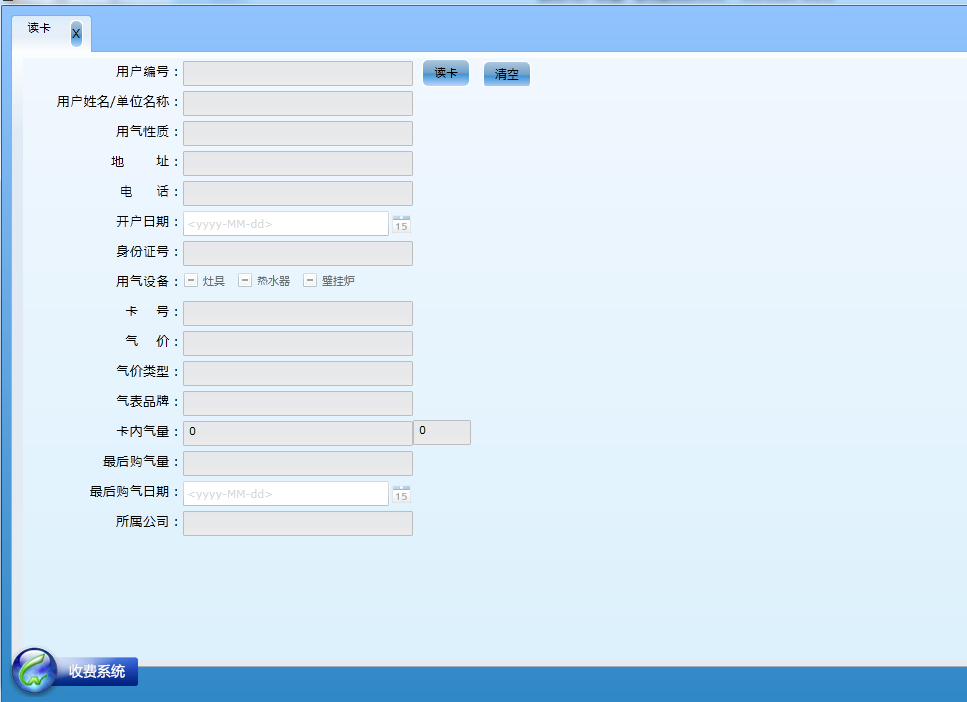 读卡 X
用户编号： 读卡 清空
用户姓名/单位名称：
用气性质：
地 址：
电 话：
开户日期： <yyyy-MM-dd> 15
身份证号：
用气设备： 灶具 热水器 壁挂炉
卡 号：
气 价：
气价类型：
气表品牌：
卡内气量： 0 0
最后购气量：
最后购气日期： <yyyy-MM-dd> 15
所属公司：
收费系统